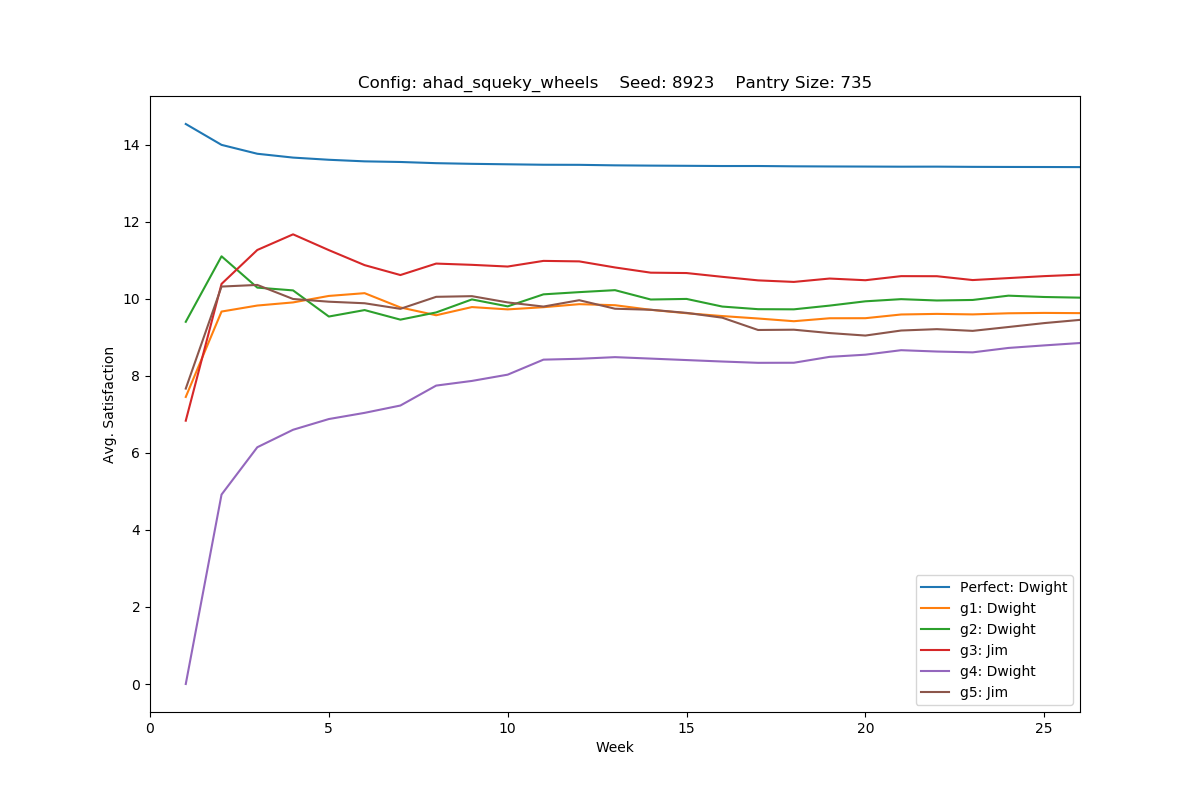 Config: ahad_squeky_wheels    Seed: 8923    Pantry Size: 735
14
12
10
8
6
4
2
0
Avg. Satisfaction
Perfect: Dwight
g1: Dwight
g2: Dwight
g3: Jim
g4: Dwight
g5: Jim
0 5 10 15 20 25
Week